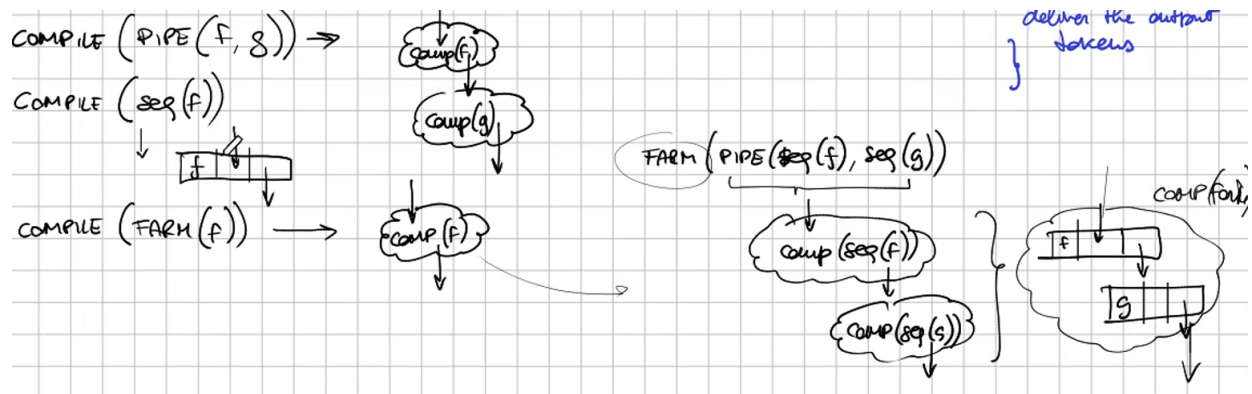 COMPILE (PIPE(f, g)) →
COMPILE (seq(f))
f
COMPILE (FARM(f)) →
comp(f)
comp(g)
comp(f)
deliver the output
tokens
FARM(PIPE(seq(f), seq(g))
comp(seq(f))
comp(seq(g))
f
g